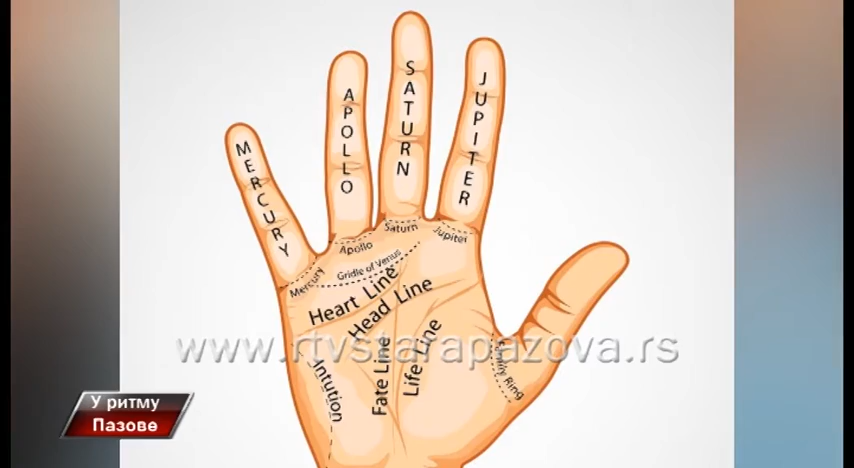 SATURN
JUPITER
APOLLO
MERCURY
Saturn
Jupiter
Apollo
Gridle of Venus
Mercury
Heart Line
Head Line
www.rtvstarapazova.rs
Life Line
Fate Line
Intution
Family Ring
У ритму
Пазове